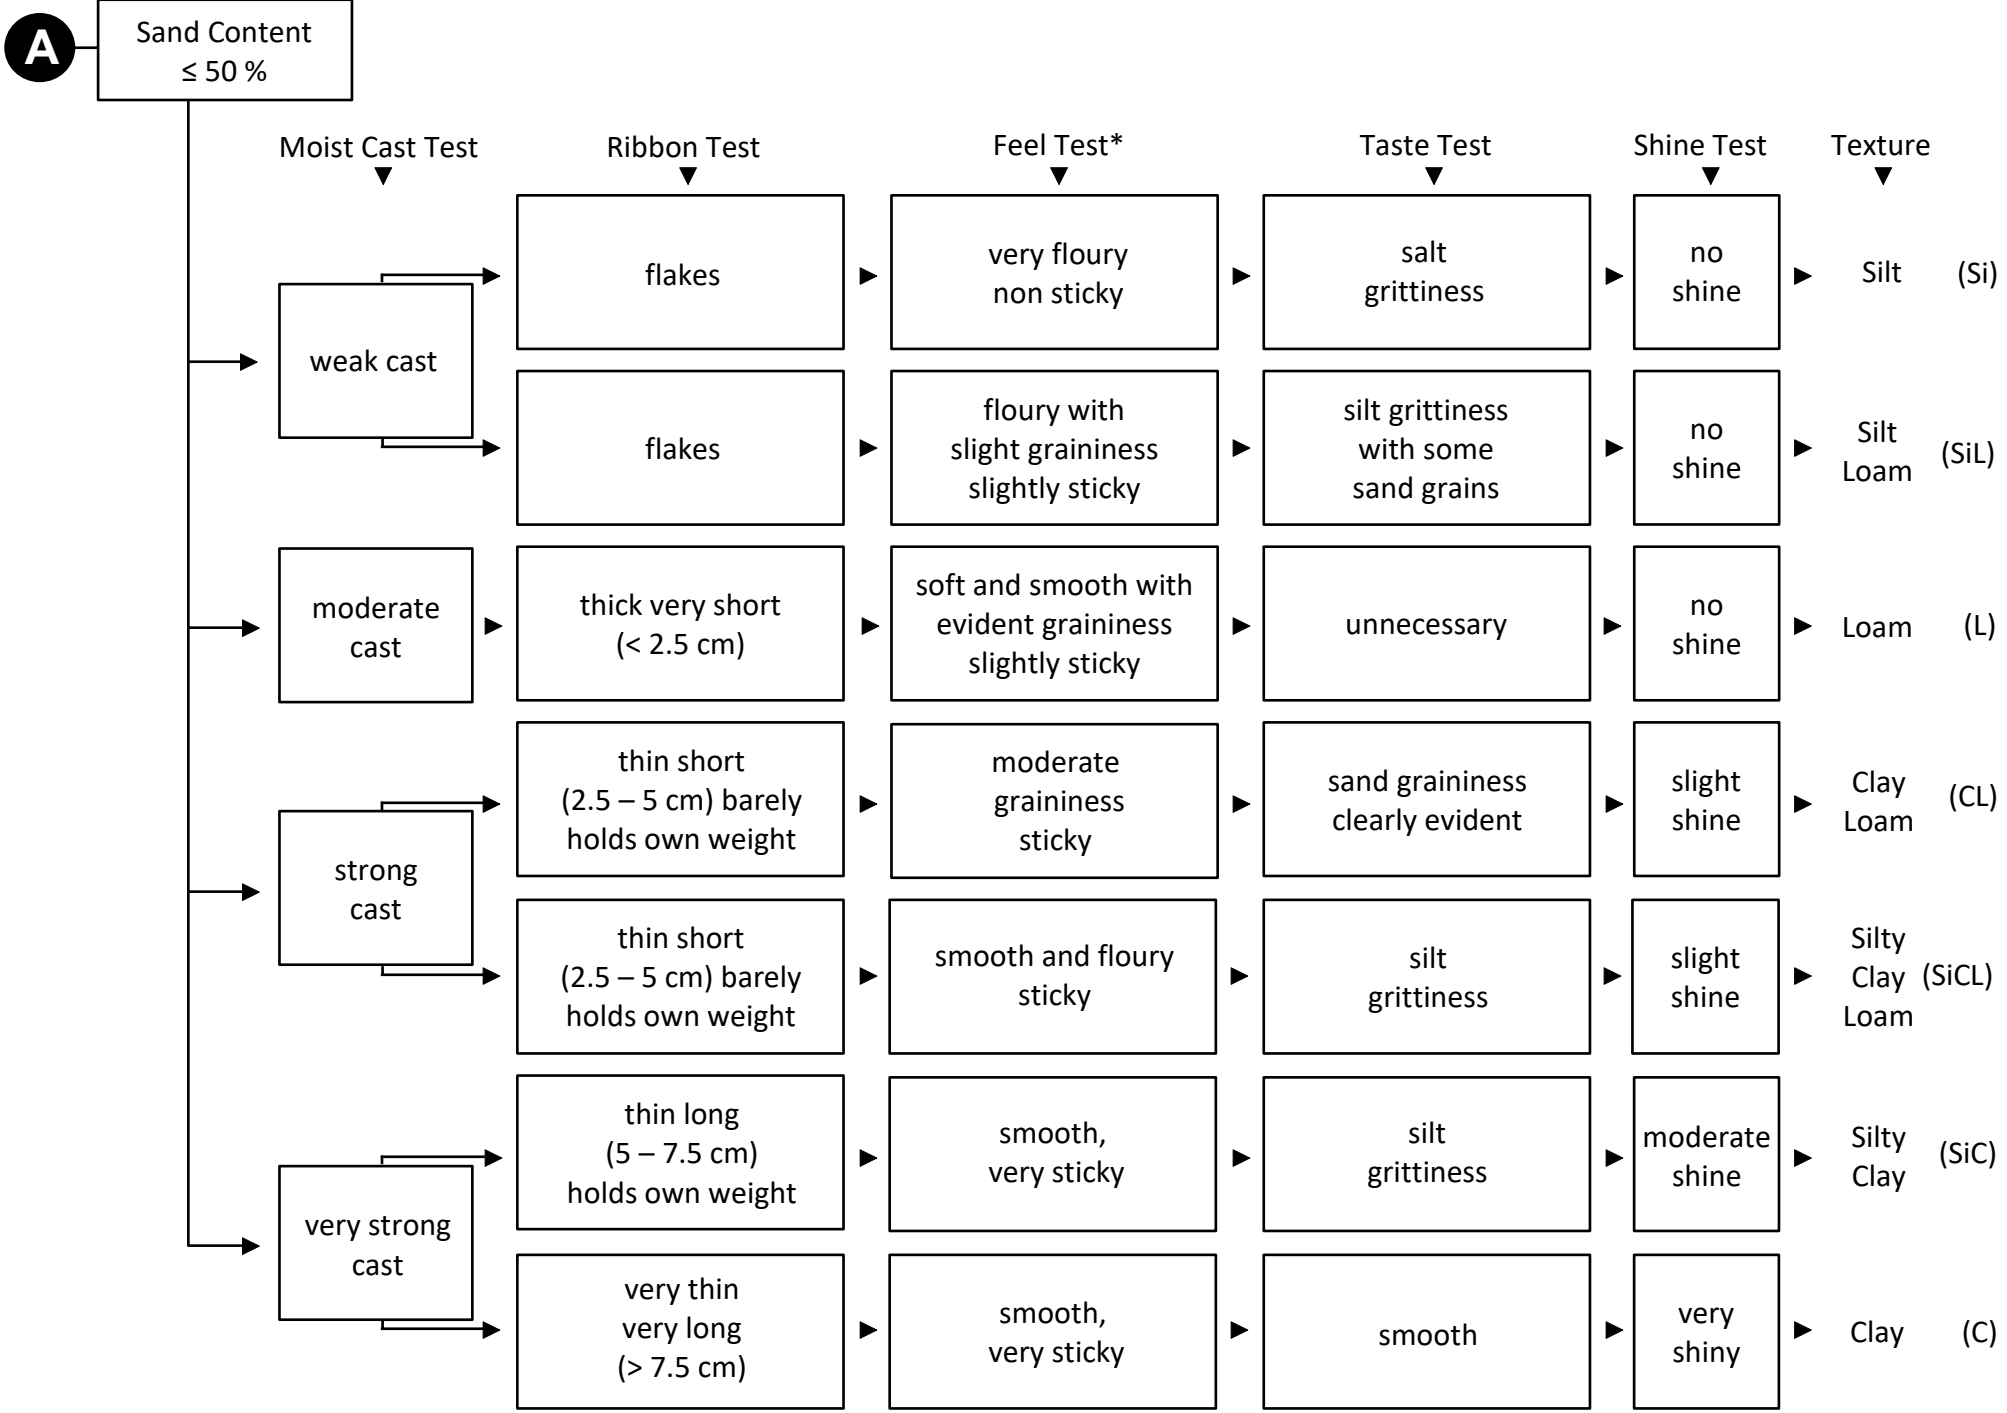 A
Sand Content
≤ 50 %
Moist Cast Test
Ribbon Test
Feel Test*
Taste Test
Shine Test
Texture
weak cast
flakes
very floury
non sticky
salt
grittiness
no
shine
Silt
(Si)
flakes
floury with
slight graininess
slightly sticky
silt grittiness
with some
sand grains
no
shine
Silt
Loam
(SiL)
moderate
cast
thick very short
(< 2.5 cm)
soft and smooth with
evident graininess
slightly sticky
unnecessary
no
shine
Loam
(L)
strong
cast
thin short
(2.5 – 5 cm) barely
holds own weight
moderate
graininess
sticky
sand graininess
clearly evident
slight
shine
Clay
Loam
(CL)
thin short
(2.5 – 5 cm) barely
holds own weight
smooth and floury
sticky
silt
grittiness
slight
shine
Silty
Clay
Loam
(SiCL)
very strong
cast
thin long
(5 – 7.5 cm)
holds own weight
smooth,
very sticky
silt
grittiness
moderate
shine
Silty
Clay
(SiC)
very thin
very long
(> 7.5 cm)
smooth,
very sticky
smooth
very
shiny
Clay
(C)